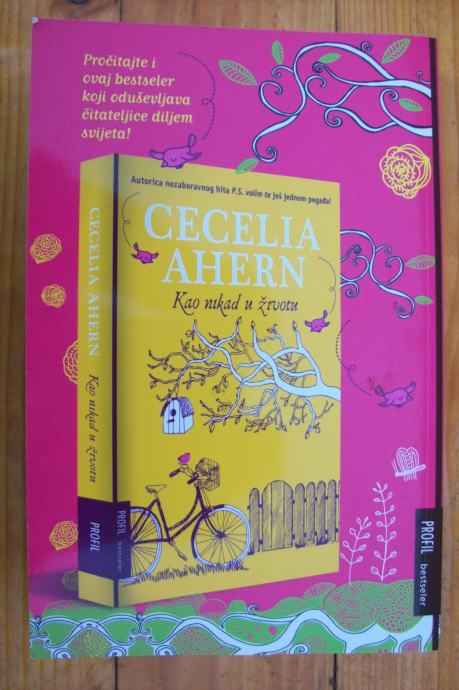 Pročitajte i
ovaj bestseler
koji oduševljava
čitateljice diljem
svijeta!
Autorica nezaboravnog hita P.S. volim te još jednom pogađa!
CECELIA
AHERN
Kao nikad u životu
CECELIA AHERN
Kao nikad u životu
PROFIL
PROFIL bestseler
PROFIL bestseler